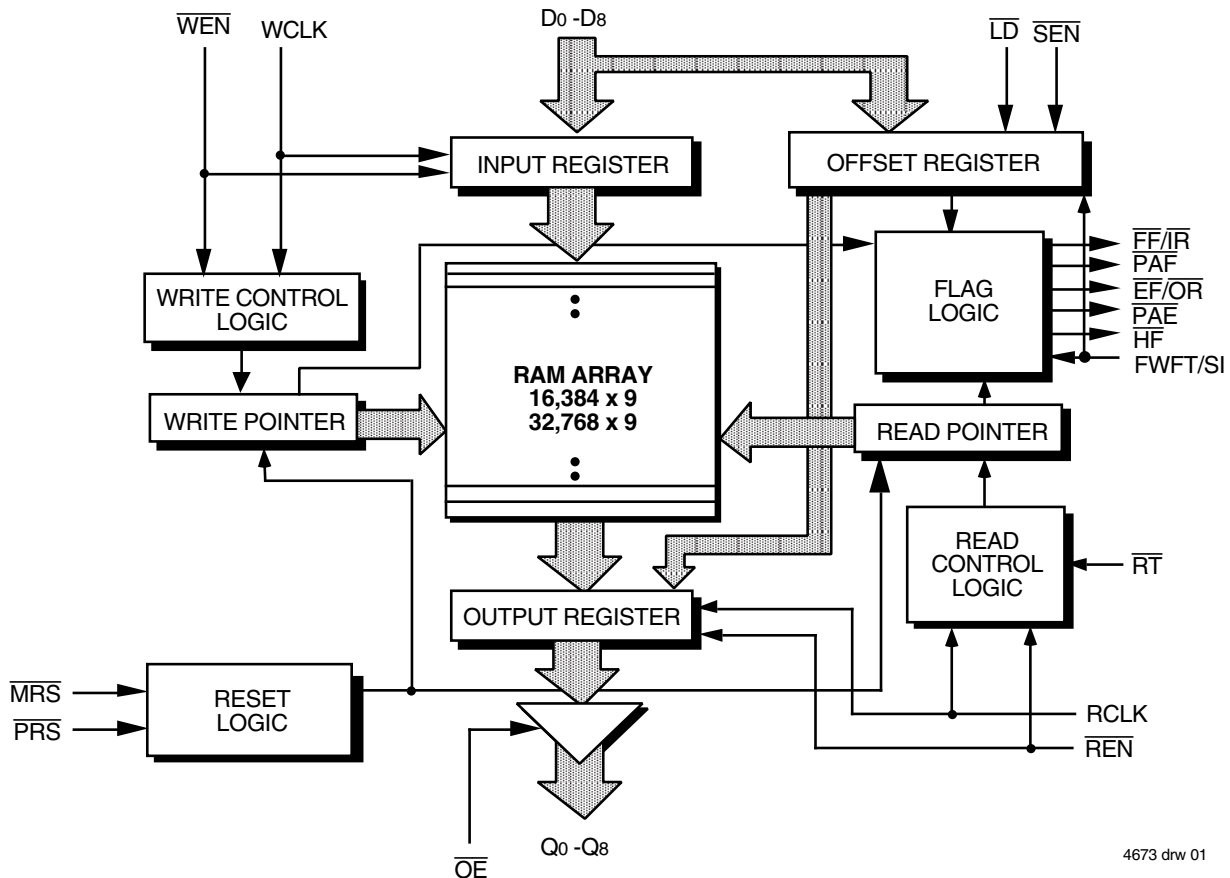 WEN
WCLK
D0 -D8
LD
SEN
INPUT REGISTER
OFFSET REGISTER
WRITE CONTROL
LOGIC
FLAG
LOGIC
FF/IR
PAF
EF/OR
PAE
HF
FWFT/SI
RAM ARRAY
16,384 x 9
32,768 x 9
WRITE POINTER
READ POINTER
READ
CONTROL
LOGIC
RT
OUTPUT REGISTER
MRS
PRS
RESET
LOGIC
RCLK
REN
OE
Q0 -Q8
4673 drw 01